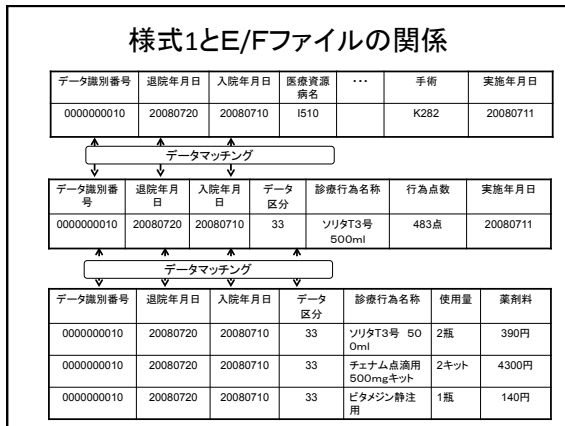 様式1とE/Fファイルの関係
データ識別番号 退院年月日 入院年月日 医療資源病名 ・・・ 手術 実施年月日
0000000010 20080720 20080710 I510 K282 20080711
データマッチング
データ識別番号 退院年月日 入院年月日 データ区分 診療行為名称 行為点数 実施年月日
0000000010 20080720 20080710 33 ソリタT3号 500ml 483点 20080711
データマッチング
データ識別番号 退院年月日 入院年月日 データ区分 診療行為名称 使用量 薬剤料
0000000010 20080720 20080710 33 ソリタT3号 500ml 2瓶 390円
0000000010 20080720 20080710 33 チェナム点滴用500mgキット 2キット 4300円
0000000010 20080720 20080710 33 ビタメジン静注用 1瓶 140円